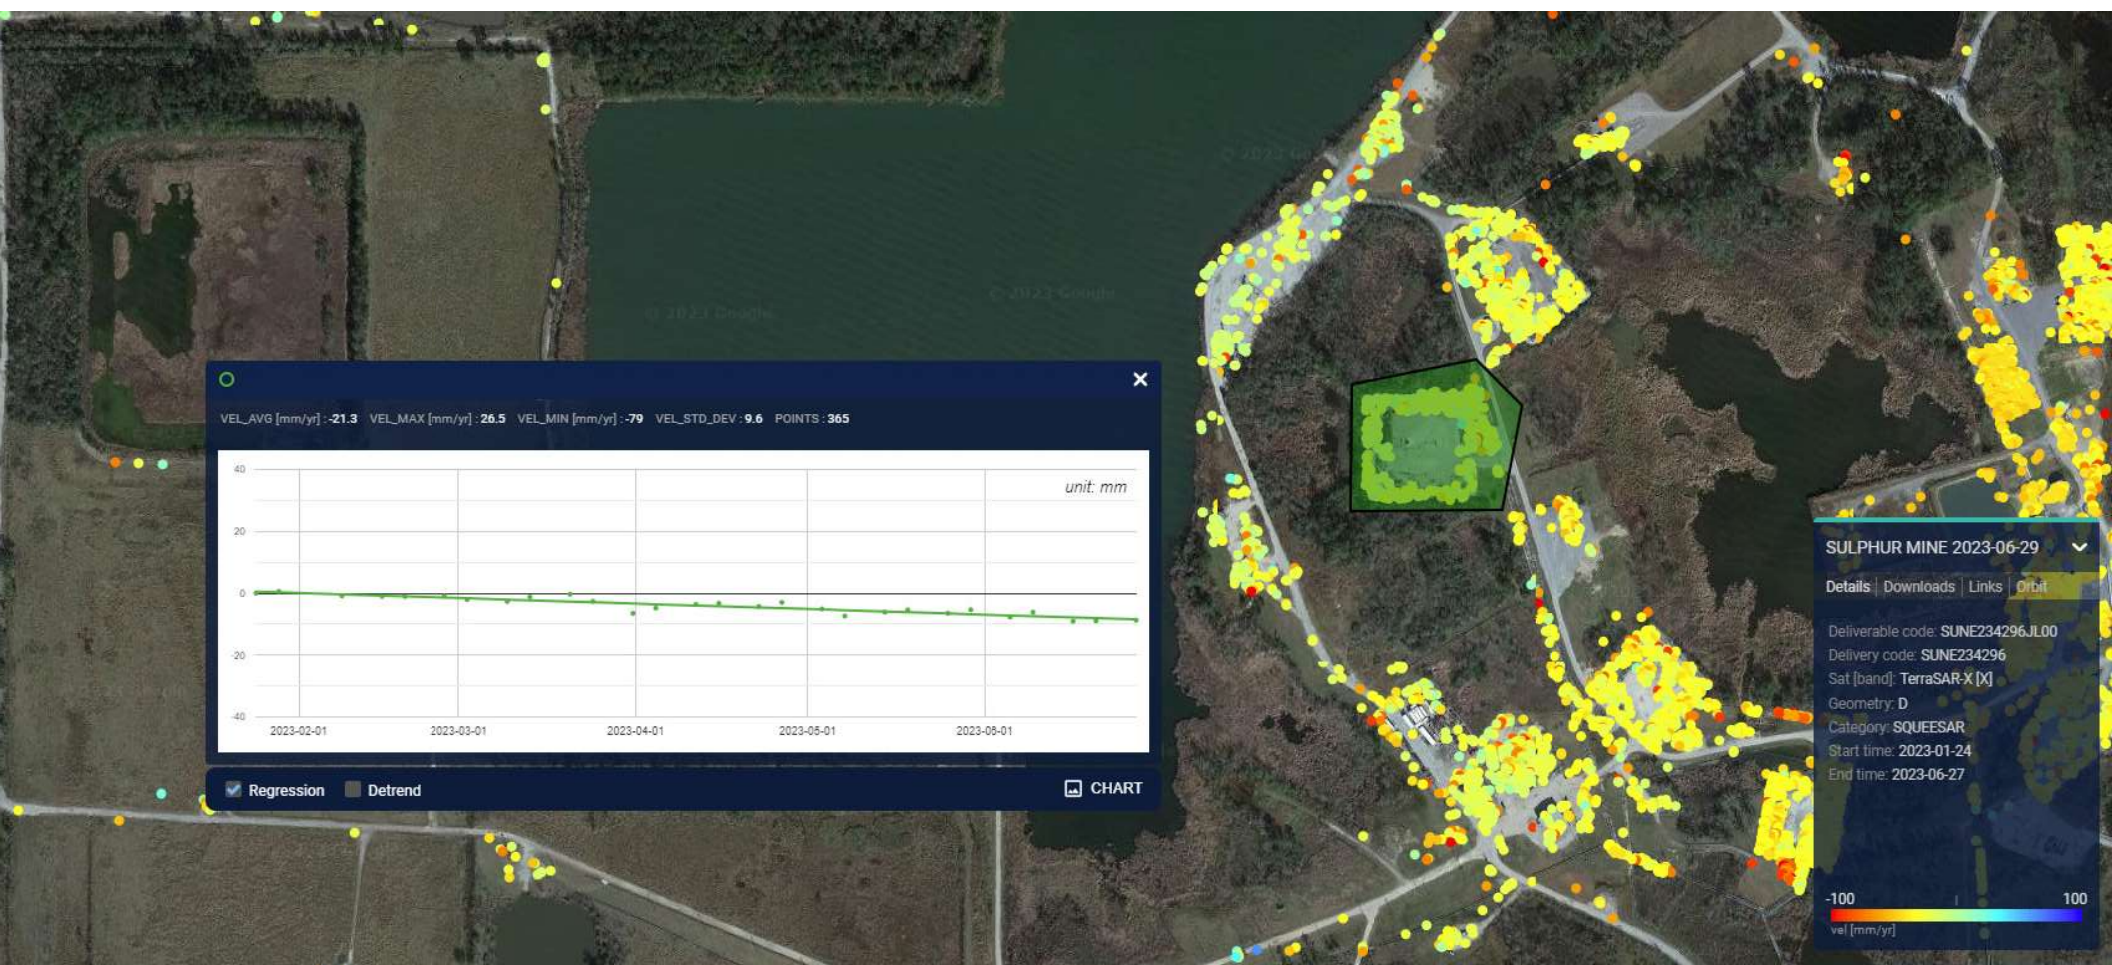 © 2023 Google
© 2023 Google
VEL_AVG [mm/yr] : -21.3 VEL_MAX [mm/yr] : 26.5 VEL_MIN [mm/yr] : -79 VEL_STD_DEV : 9.6 POINTS : 365
unit: mm
40
20
0
-20
-40
2023-02-01 2023-03-01 2023-04-01 2023-05-01 2023-06-01
Regression Detrend CHART
SULPHUR MINE 2023-06-29
Details Downloads Links Orbit
Deliverable code: SUNE234296JL00
Delivery code: SUNE234296
Sat [band]: TerraSAR-X [X]
Geometry: D
Category: SQUEESAR
Start time: 2023-01-24
End time: 2023-06-27
-100 100
vel [mm/yr]